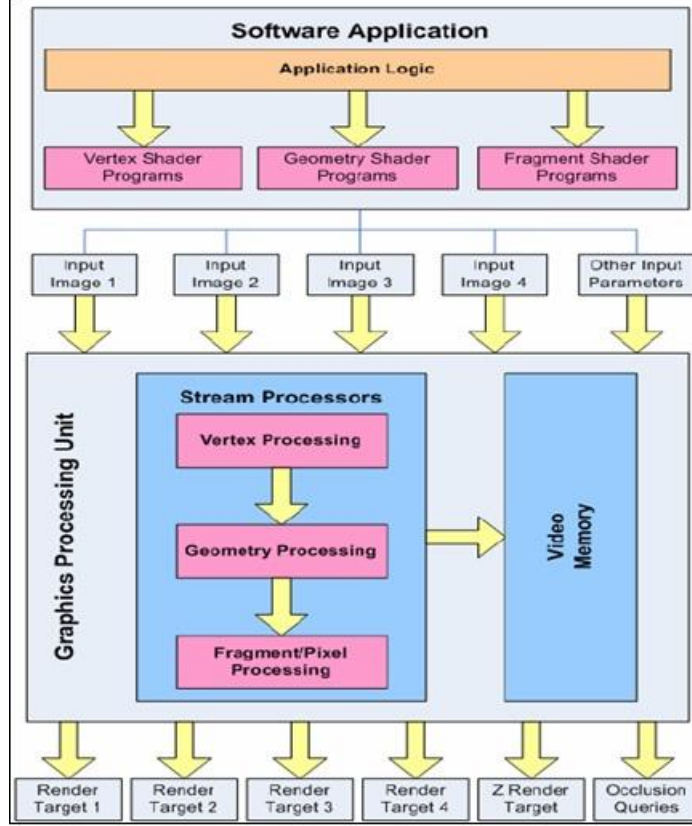 Software Application
Application Logic
Vertex Shader
Programs
Geometry Shader
Programs
Fragment Shader
Programs
Input
Image 1
Input
Image 2
Input
Image 3
Input
Image 4
Other Input
Parameters
Graphics Processing Unit
Stream Processors
Vertex Processing
Geometry Processing
Fragment/Pixel
Processing
Video
Memory
Render
Target 1
Render
Target 2
Render
Target 3
Render
Target 4
Z Render
Target
Occlusion
Queries